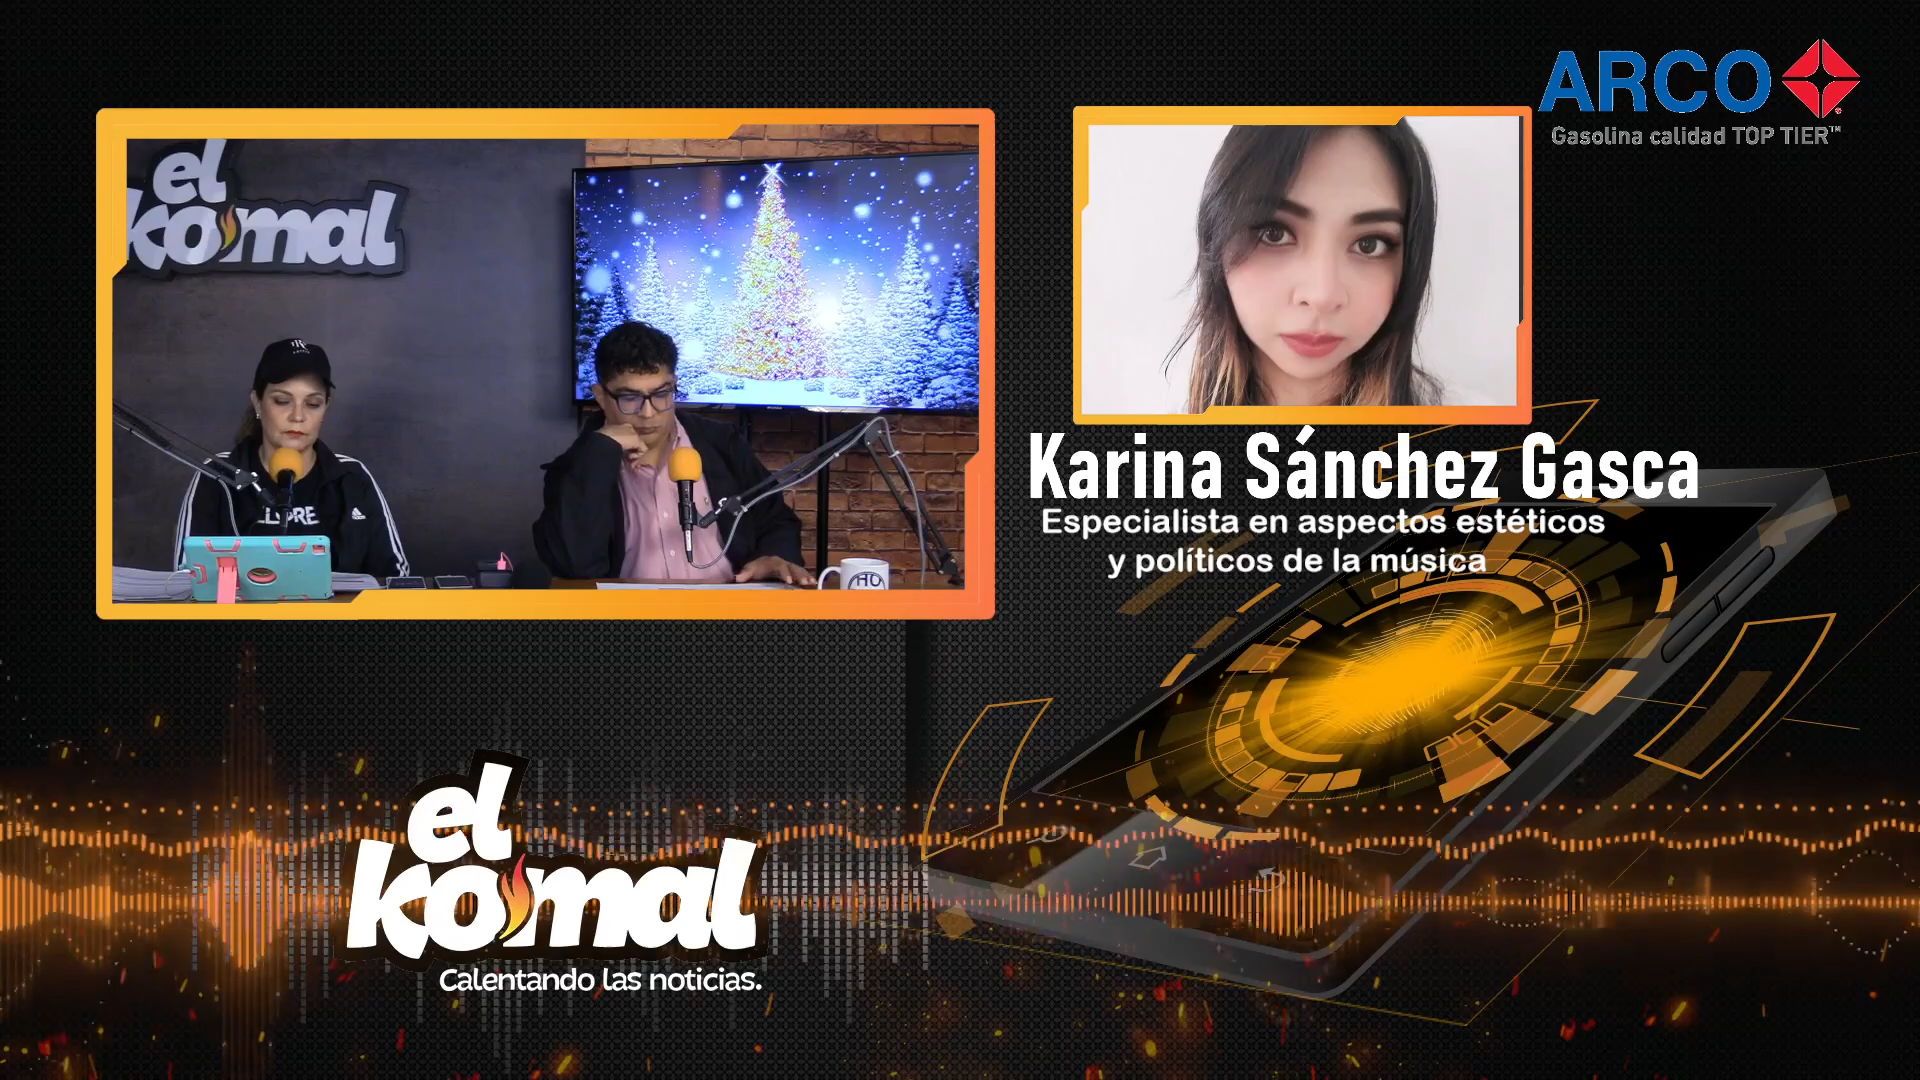 ARCO
Gasolina calidad TOP TIER™
el
komal
Karina Sánchez Gasca
Especialista en aspectos estéticos
y políticos de la música
el
komal
Calentando las noticias.